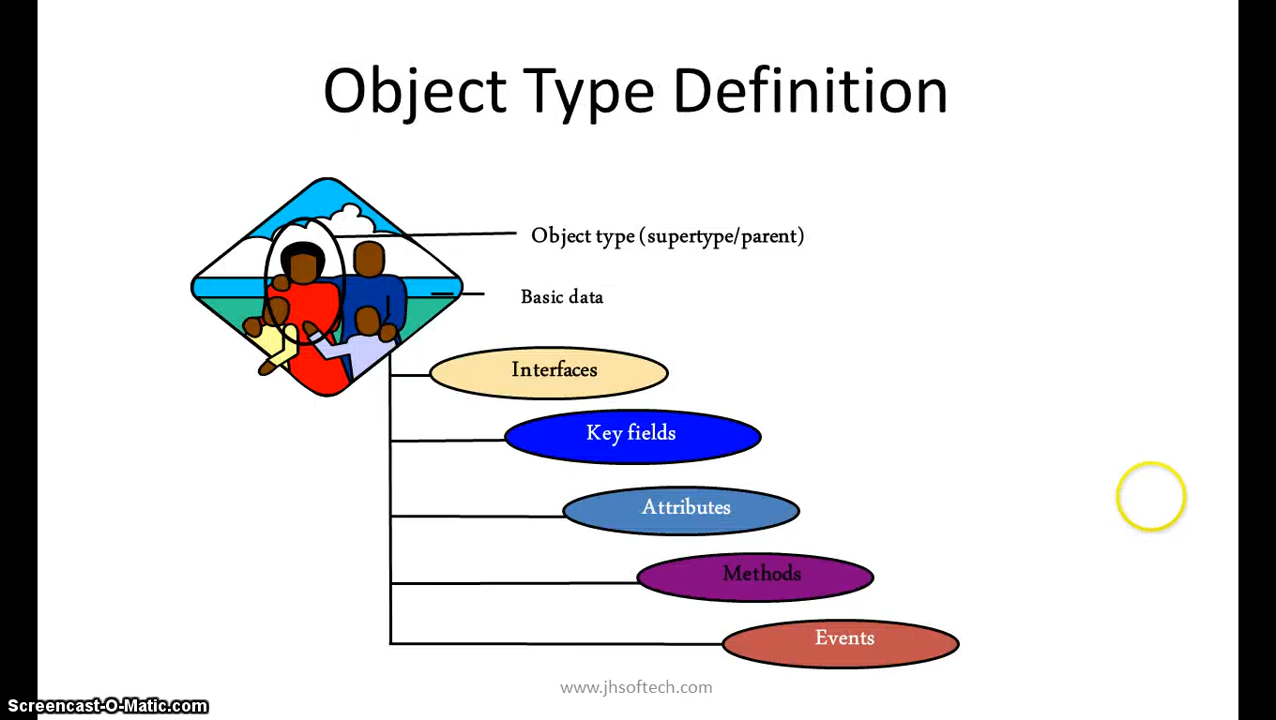 Object Type Definition
Object type (supertype/parent)
Basic data
Interfaces
Key fields
Attributes
Methods
Events
www.jhsoftech.com
Screencast-O-Matic.com